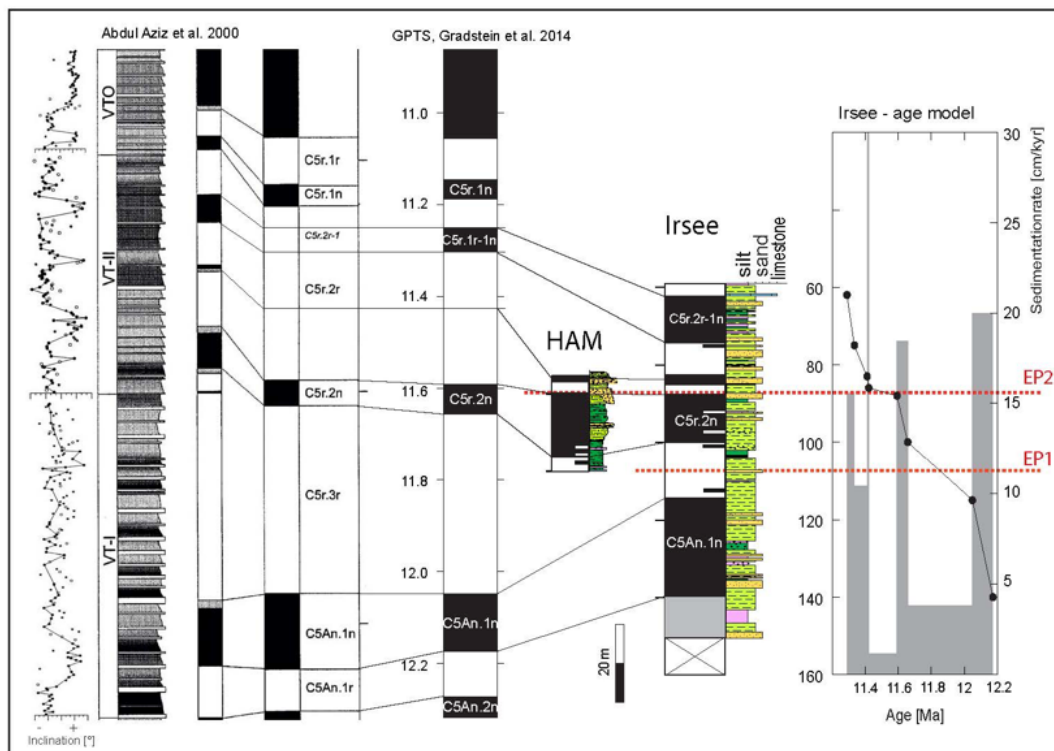 Abdul Aziz et al. 2000
GPTS, Gradstein et al. 2014
VTO
VT-II
VT-I
- +
Inclination [°]
C5r.1r
C5r.1n
C5r.2r-1
C5r.2r
C5r.2n
C5r.3r
C5An.1n
C5An.1r
11.0
11.2
11.4
11.6
11.8
12.0
12.2
C5r.1n
C5r.1r-1n
C5r.2n
C5An.1n
C5An.2n
HAM
20 m
Irsee
silt
sand
limestone
C5r.2r-1n
C5r.2n
C5An.1n
Irsee - age model
60
80
100
120
140
160
11.4 11.6 11.8 12 12.2
Age [Ma]
30
25
20
15
10
5
Sedimentationrate [cm/kyr]
EP2
EP1